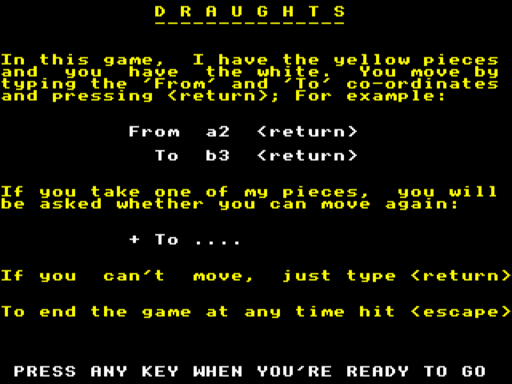 D R A U G H T S
In this game, I have the yellow pieces
and you have the white, You move by
typing the 'From' and 'To' co-ordinates
and pressing <return>; For example:
From a2 <return>
To b3 <return>
If you take one of my pieces, you will
be asked whether you can move again:
+ To ....
If you can't move, just type <return>
To end the game at any time hit <escape>
PRESS ANY KEY WHEN YOU'RE READY TO GO